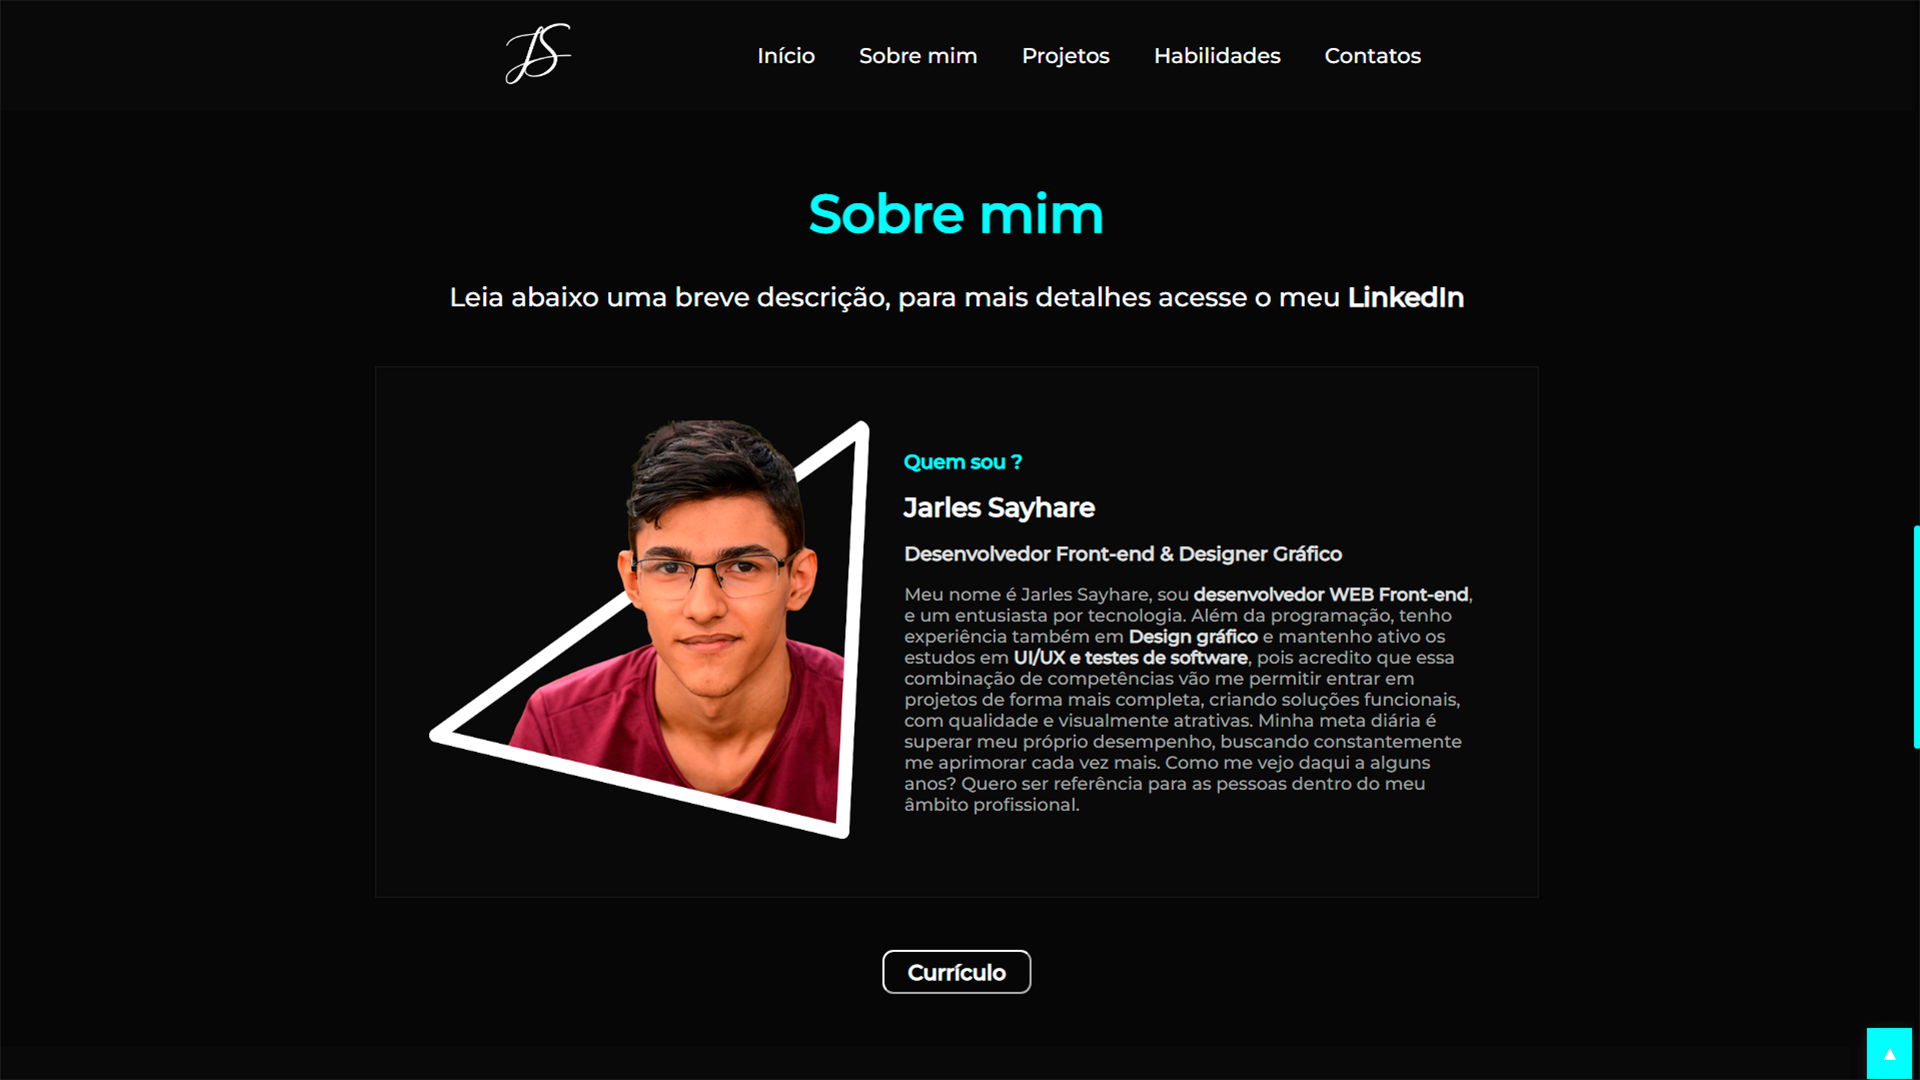 JS
Início Sobre mim Projetos Habilidades Contatos
Sobre mim
Leia abaixo uma breve descrição, para mais detalhes acesse o meu LinkedIn
Quem sou ?
Jarles Sayhare
Desenvolvedor Front-end & Designer Gráfico
Meu nome é Jarles Sayhare, sou desenvolvedor WEB Front-end,
e um entusiasta por tecnologia. Além da programação, tenho
experiência também em Design gráfico e mantenho ativo os
estudos em UI/UX e testes de software, pois acredito que essa
combinação de competências vão me permitir entrar em
projetos de forma mais completa, criando soluções funcionais,
com qualidade e visualmente atrativas. Minha meta diária é
superar meu próprio desempenho, buscando constantemente
me aprimorar cada vez mais. Como me vejo daqui a alguns
anos? Quero ser referência para as pessoas dentro do meu
âmbito profissional.
Currículo